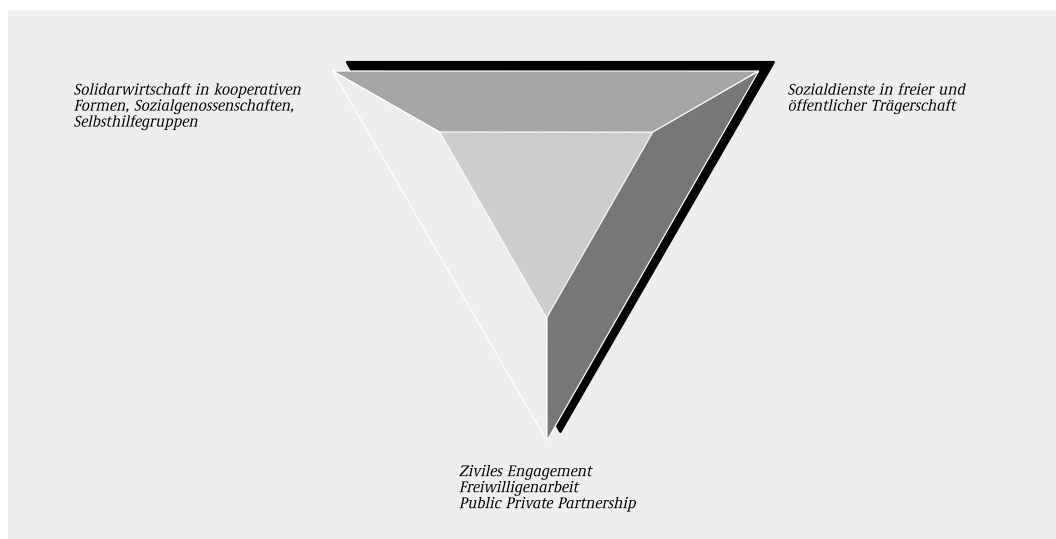 Solidarwirtschaft in kooperativen
Formen, Sozialgenossenschaften,
Selbsthilfegruppen
Sozialdienste in freier und
öffentlicher Trägerschaft
Ziviles Engagement
Freiwilligenarbeit
Public Private Partnership